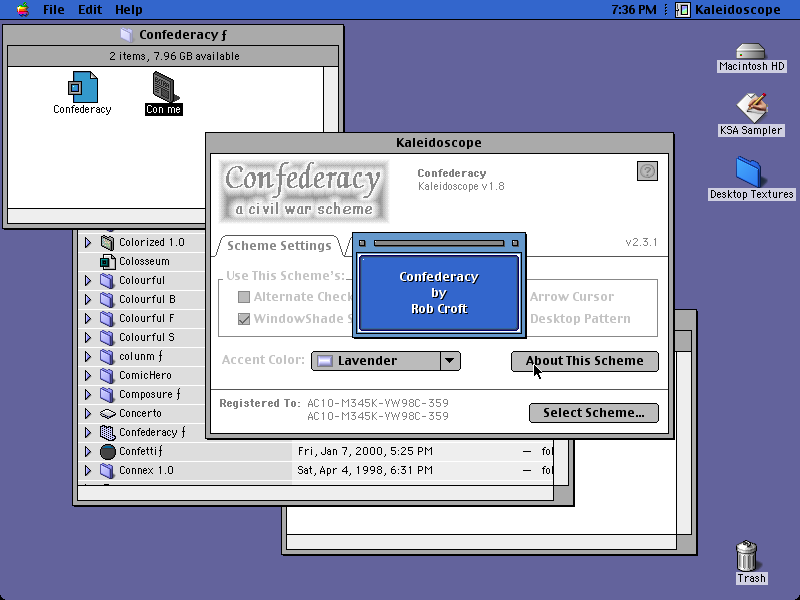 File Edit Help
7:36 PM Kaleidoscope
Confederacy ƒ
2 items, 7.96 GB available
Confederacy
Con me
Macintosh HD
KSA Sampler
Desktop Textures
Trash
Kaleidoscope
Confederacy
a civil war scheme
Confederacy
Kaleidoscope v1.8
Scheme Settings
v2.3.1
Use This Scheme's:
Alternate Check
WindowShade S
Arrow Cursor
Desktop Pattern
Confederacy
by
Rob Croft
Accent Color: Lavender
About This Scheme
Registered To: AC10-M345K-VW98C-359
AC10-M345K-VW98C-359
Select Scheme...
Colorized 1.0
Colosseum
Colourful
Colourful B
Colourful F
Colourful S
colunm ƒ
ComicHero
Composure ƒ
Concerto
Confederacy ƒ
Confetti ƒ Fri, Jan 7, 2000, 5:25 PM — fol
Connex 1.0 Sat, Apr 4, 1998, 6:31 PM — fol